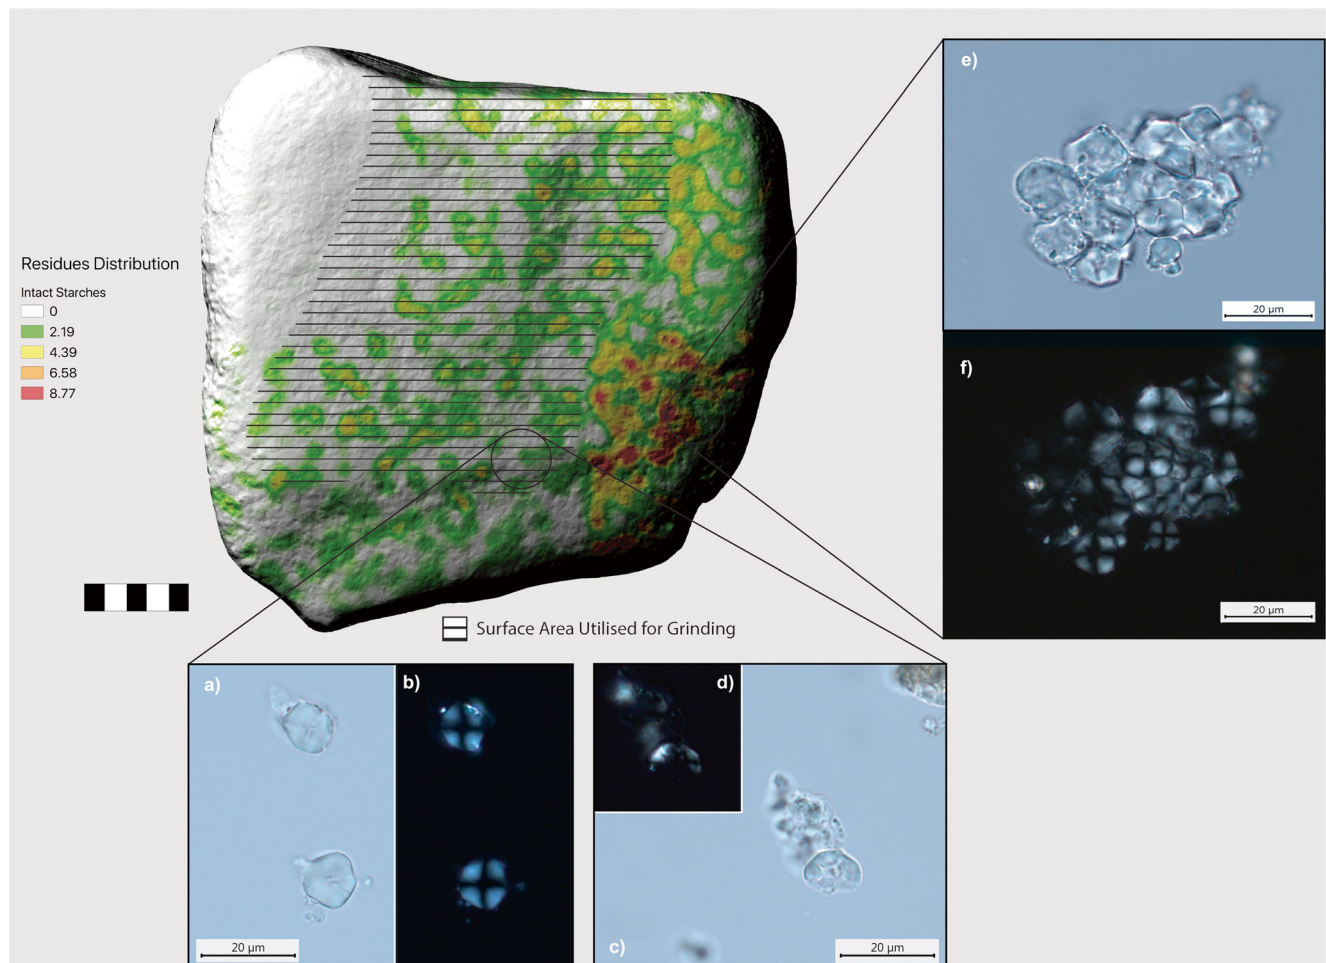 e)
Residues Distribution
Intact Starches
0
2.19
4.39
6.58
8.77
20 µm
f)
20 µm
Surface Area Utilised for Grinding
a)
b)
d)
20 µm
c)
20 µm